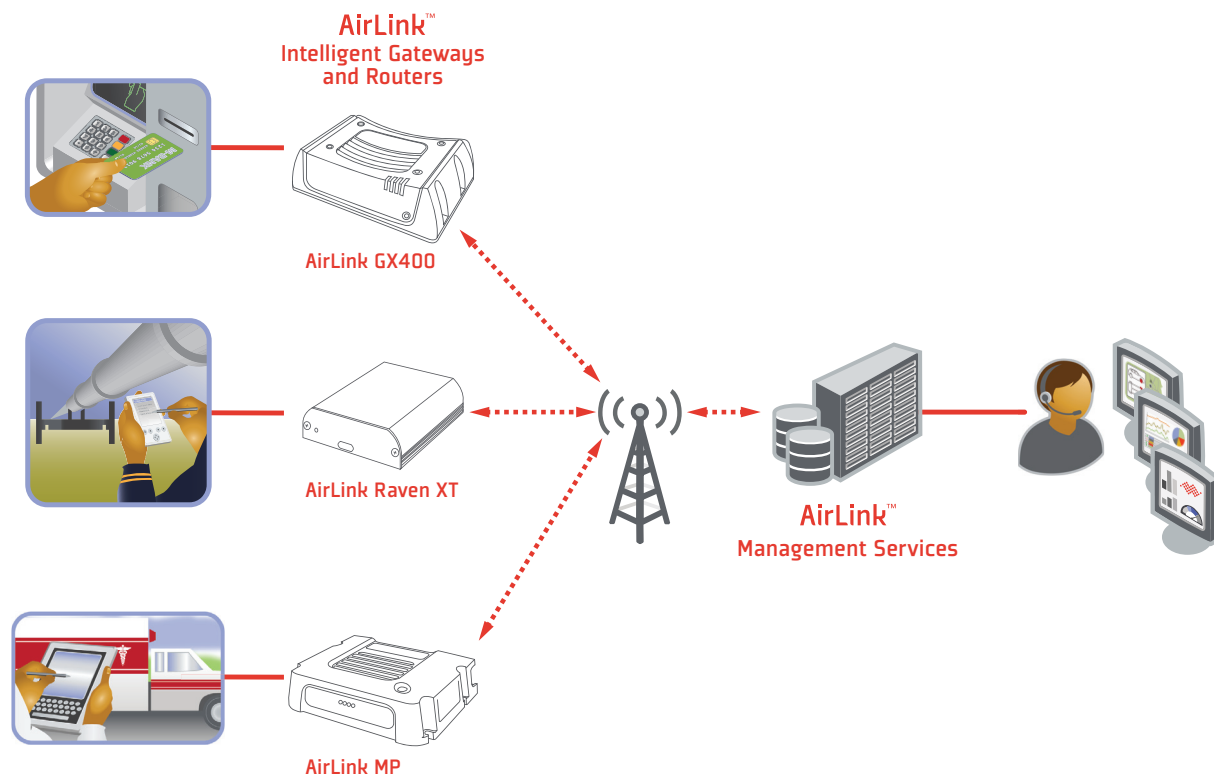 AirLink™
Intelligent Gateways
and Routers
AirLink GX400
AirLink Raven XT
AirLink™
Management Services
AirLink MP